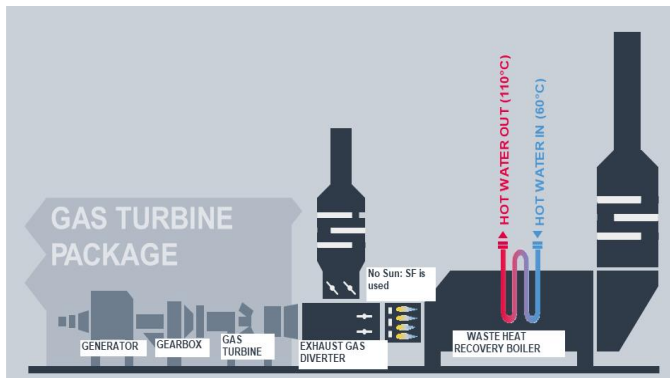 HOT WATER OUT (110°C)
HOT WATER IN (60°C)
GAS TURBINE
PACKAGE
No Sun: SF is
used
GENERATOR
GEARBOX
GAS
TURBINE
EXHAUST GAS
DIVERTER
WASTE HEAT
RECOVERY BOILER